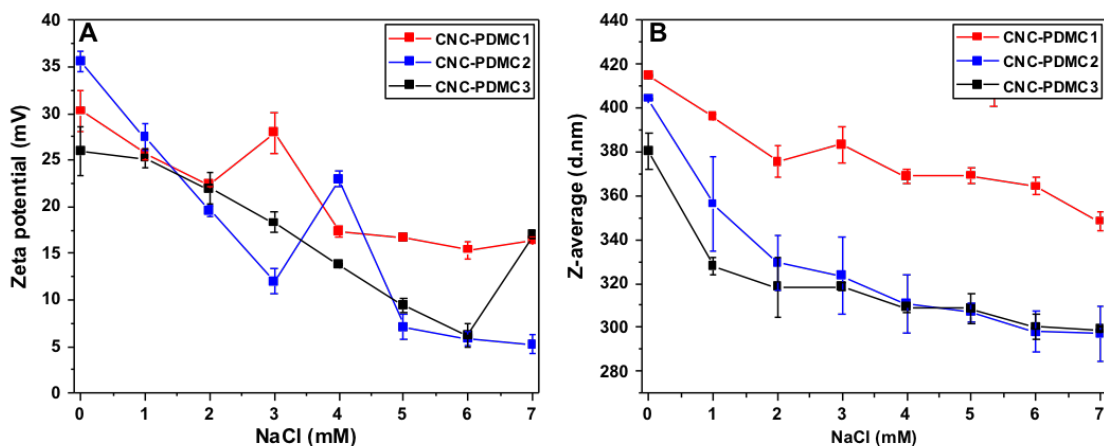 A
40
35
30
25
20
15
10
5
0
Zeta potential (mV)
CNC-PDMC1
CNC-PDMC2
CNC-PDMC3
0 1 2 3 4 5 6 7
NaCl (mM)
B
420
400
380
360
340
320
300
280
Z-average (d.nm)
CNC-PDMC1
CNC-PDMC2
CNC-PDMC3
0 1 2 3 4 5 6 7
NaCl (mM)